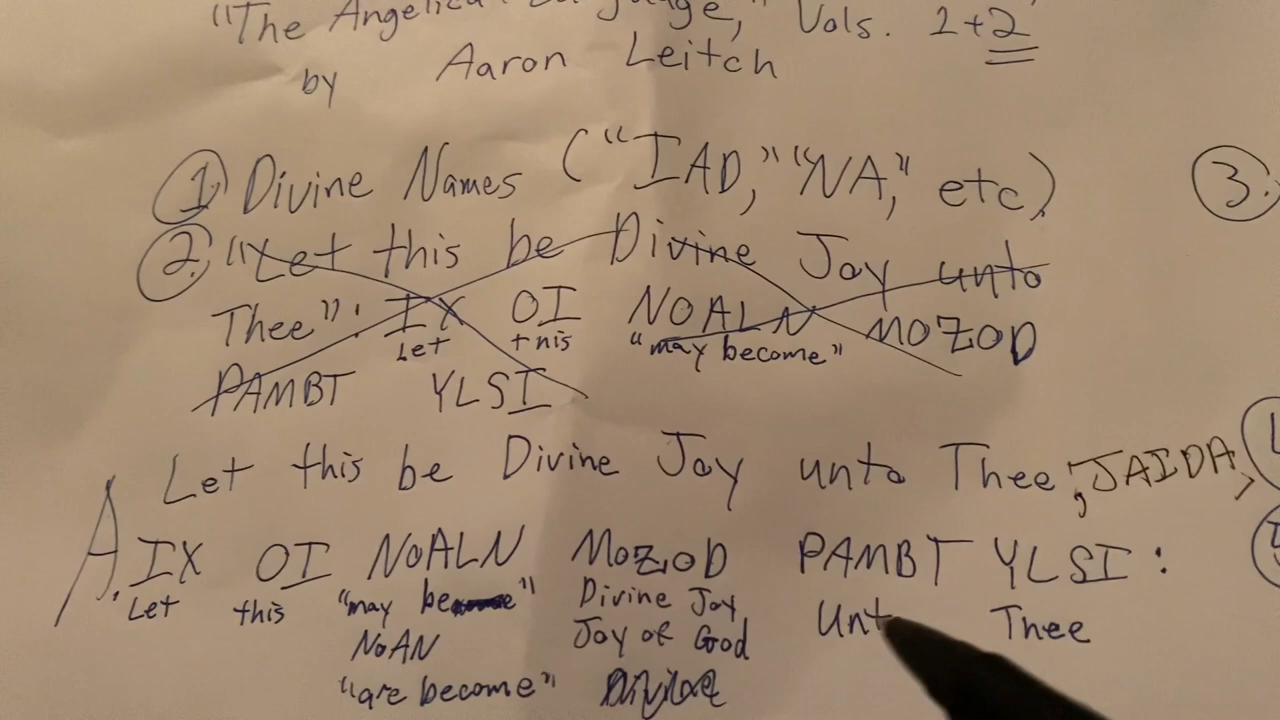 "The Angelical Language," Vols. 1+2
by Aaron Leitch
1. Divine Names ("IAD," "NA," etc)
3.
2. "Let this be Divine Joy unto
Thee": IX OI NOALN MOZOD
Let this "may become"
PAMBT YLSI
Let this be Divine Joy unto Thee, JAIDA,
A. IX OI NOALN MOZOD PAMBT YLSI:
Let this "may be" Divine Joy Unt Thee
NOAN Joy of God
"are become"